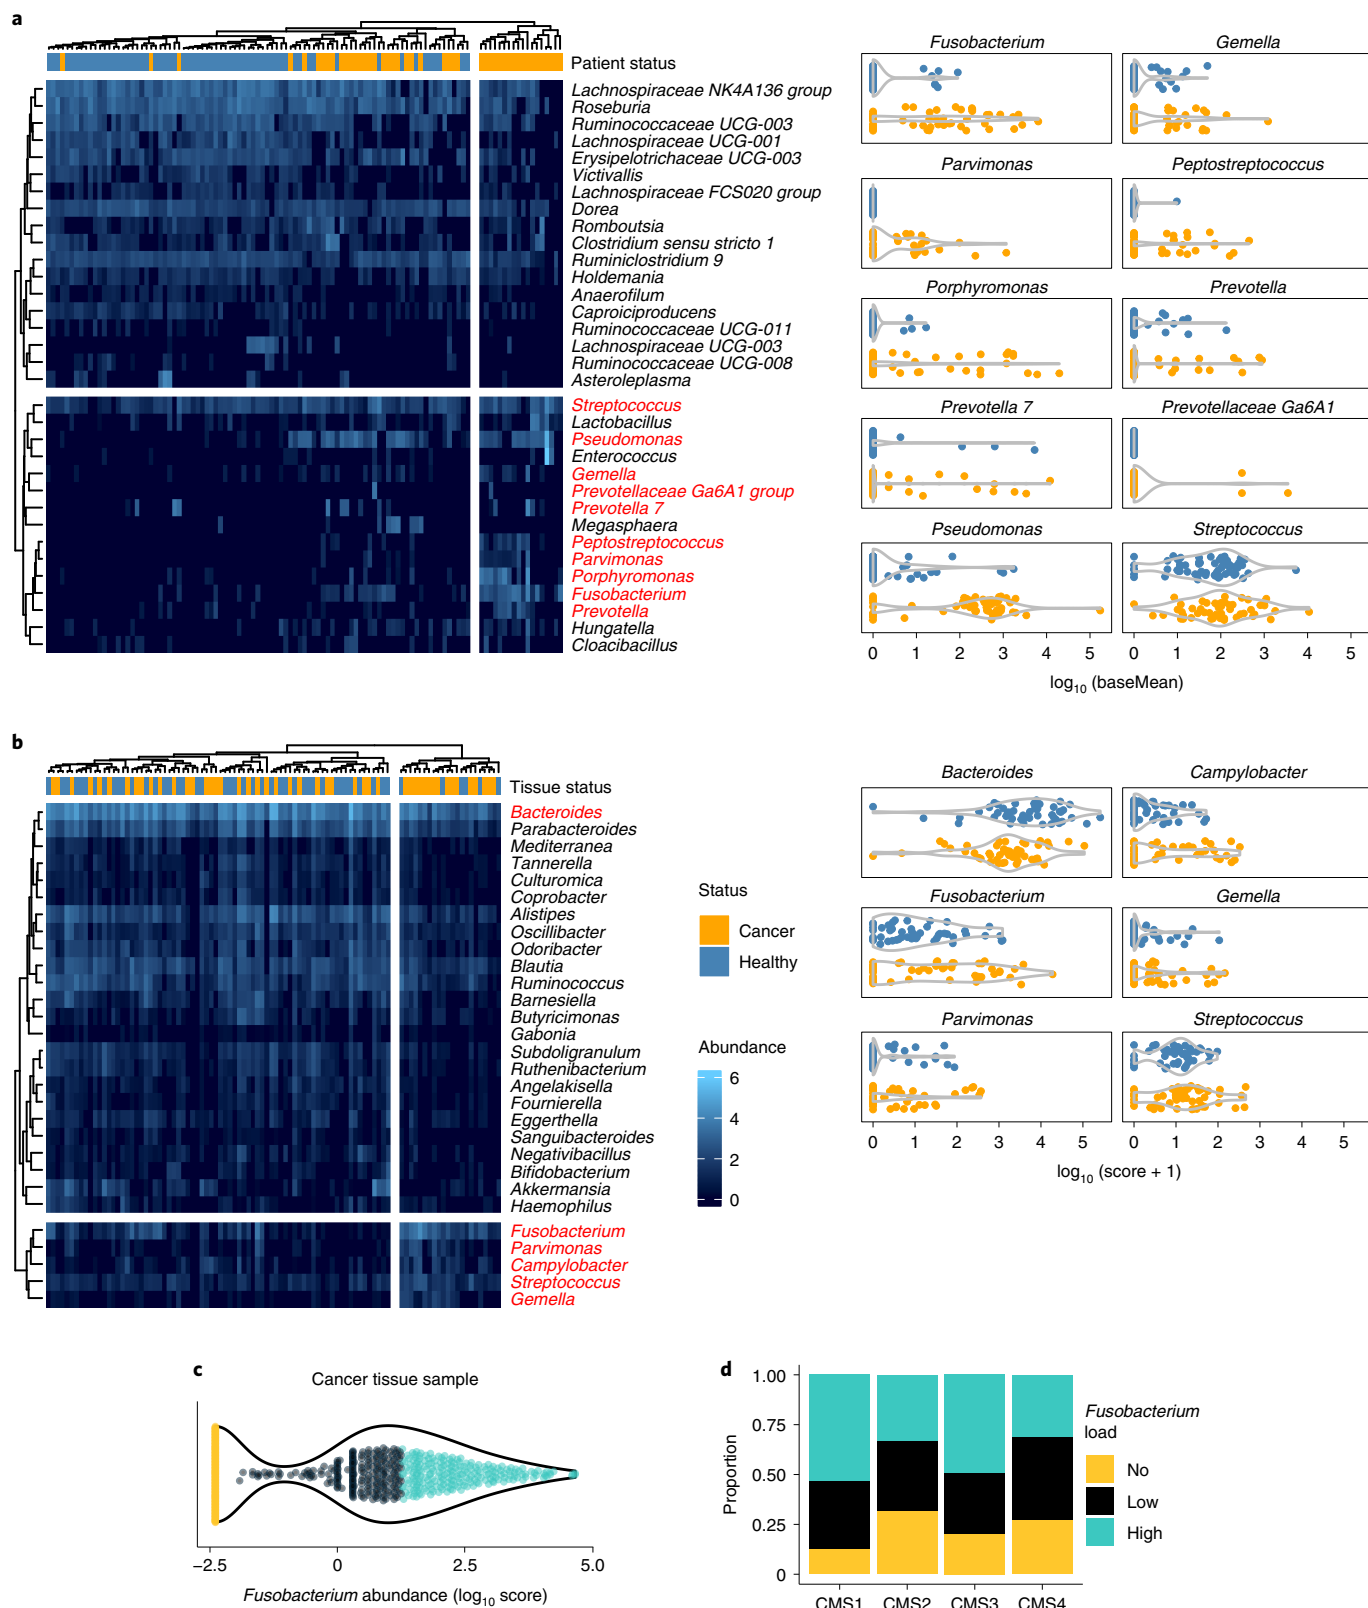 a
Patient status
Lachnospiraceae NK4A136 group
Roseburia
Ruminococcaceae UCG-003
Lachnospiraceae UCG-001
Erysipelotrichaceae UCG-003
Victivallis
Lachnospiraceae FCS020 group
Dorea
Romboutsia
Clostridium sensu stricto 1
Ruminiclostridium 9
Holdemania
Anaerofilum
Caproiciproducens
Ruminococcaceae UCG-011
Lachnospiraceae UCG-003
Ruminococcaceae UCG-008
Asteroleplasma
Streptococcus
Lactobacillus
Pseudomonas
Enterococcus
Gemella
Prevotellaceae Ga6A1 group
Prevotella 7
Megasphaera
Peptostreptococcus
Parvimonas
Porphyromonas
Fusobacterium
Prevotella
Hungatella
Cloacibacillus
Fusobacterium Gemella
Parvimonas Peptostreptococcus
Porphyromonas Prevotella
Prevotella 7 Prevotellaceae Ga6A1
Pseudomonas Streptococcus
0 1 2 3 4 5 0 1 2 3 4 5
log10 (baseMean)
b
Tissue status
Bacteroides
Parabacteroides
Mediterranea
Tannerella
Culturomica
Coprobacter
Alistipes
Oscillibacter
Odoribacter
Blautia
Ruminococcus
Barnesiella
Butyricimonas
Gabonia
Subdoligranulum
Ruthenibacterium
Angelakisella
Fournierella
Eggerthella
Sanguibacteroides
Negativibacillus
Bifidobacterium
Akkermansia
Haemophilus
Fusobacterium
Parvimonas
Campylobacter
Streptococcus
Gemella
Status
Cancer
Healthy
Abundance
6
4
2
0
Bacteroides Campylobacter
Fusobacterium Gemella
Parvimonas Streptococcus
0 1 2 3 4 5 0 1 2 3 4 5
log10 (score + 1)
c
Cancer tissue sample
−2.5 0 2.5 5.0
Fusobacterium abundance (log10 score)
d
Proportion
1.00
0.75
0.50
0.25
0
CMS1 CMS2 CMS3 CMS4
Fusobacterium
load
No
Low
High